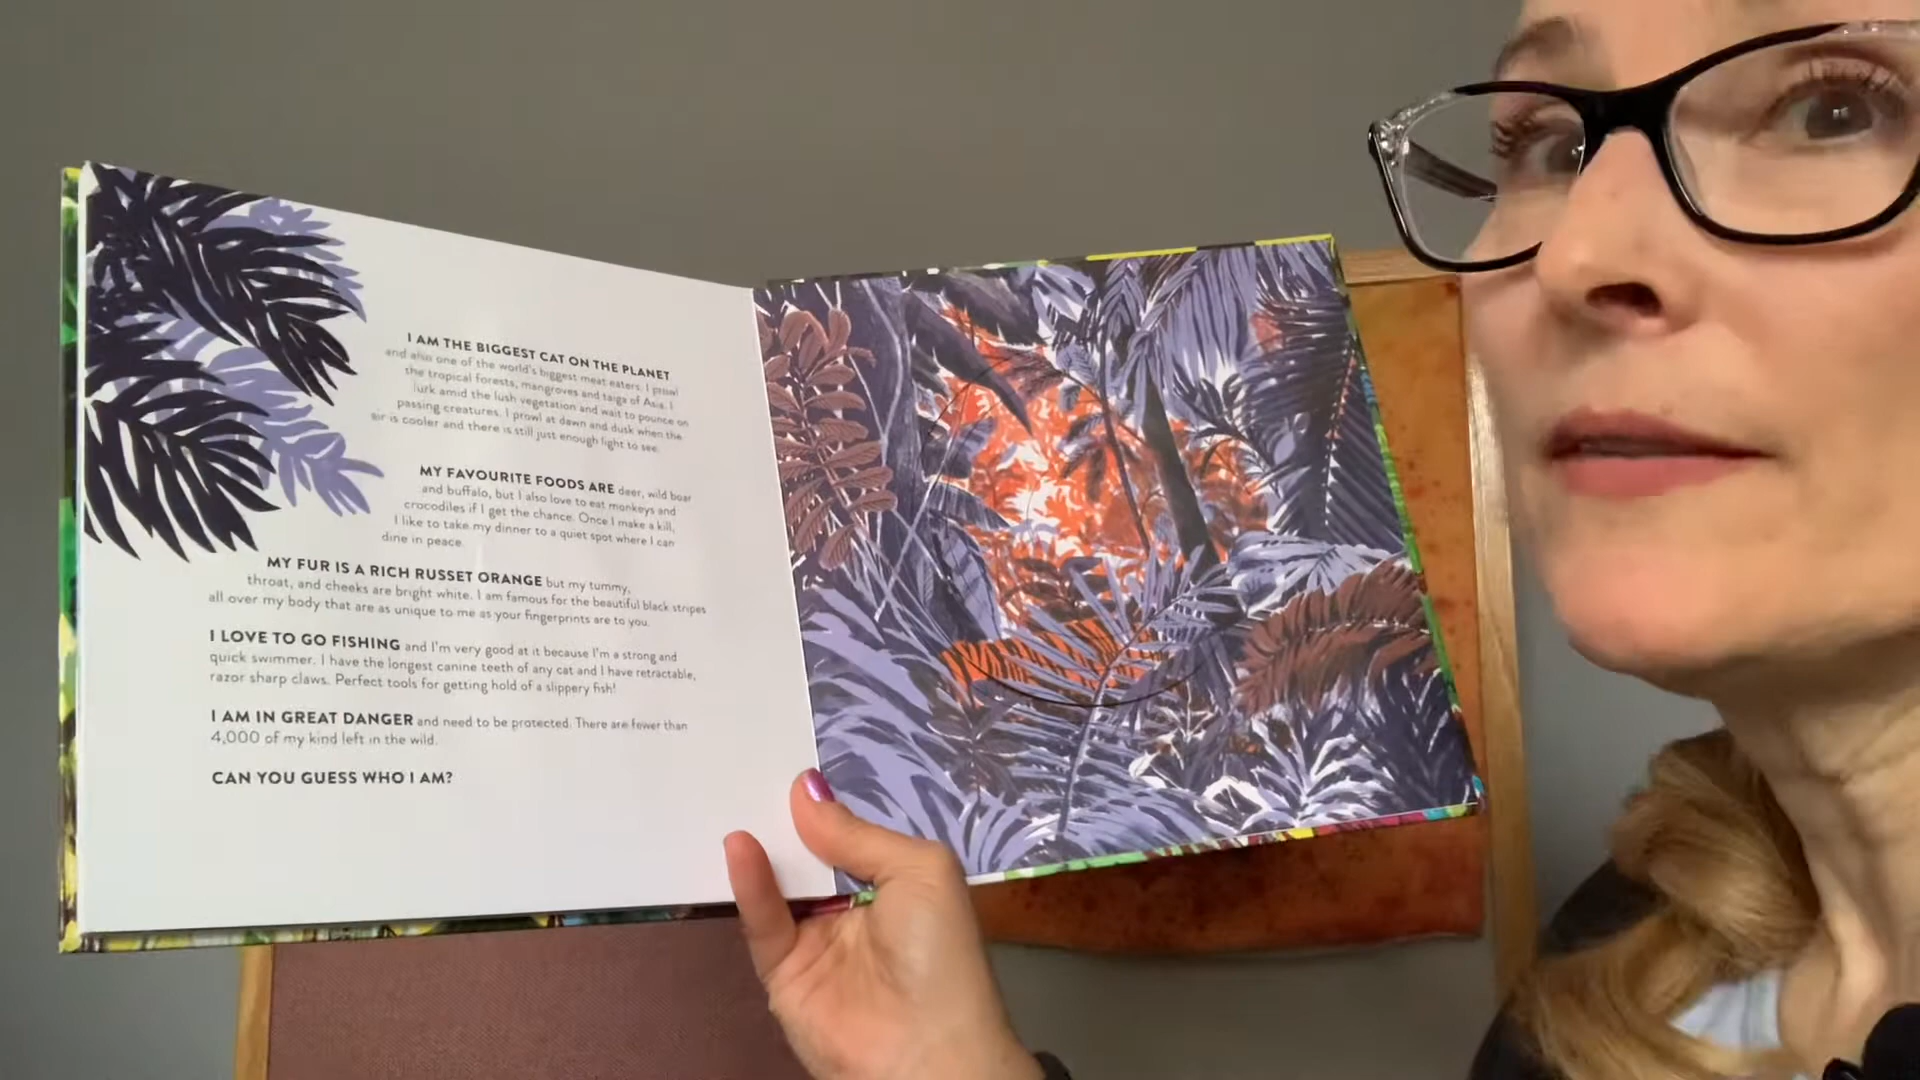 I AM THE BIGGEST CAT ON THE PLANET
and also one of the world's biggest meat eaters. I prowl
the tropical forests, mangroves and taiga of Asia. I
lurk amid the lush vegetation and wait to pounce on
passing creatures. I prowl at dawn and dusk when the
air is cooler and there is still just enough light to see.
MY FAVOURITE FOODS ARE deer, wild boar
and buffalo, but I also love to eat monkeys and
crocodiles if I get the chance. Once I make a kill,
I like to take my dinner to a quiet spot where I can
dine in peace.
MY FUR IS A RICH RUSSET ORANGE but my tummy,
throat, and cheeks are bright white. I am famous for the beautiful black stripes
all over my body that are as unique to me as your fingerprints are to you.
I LOVE TO GO FISHING and I'm very good at it because I'm a strong and
quick swimmer. I have the longest canine teeth of any cat and I have retractable,
razor sharp claws. Perfect tools for getting hold of a slippery fish!
I AM IN GREAT DANGER and need to be protected. There are fewer than
4,000 of my kind left in the wild.
CAN YOU GUESS WHO I AM?